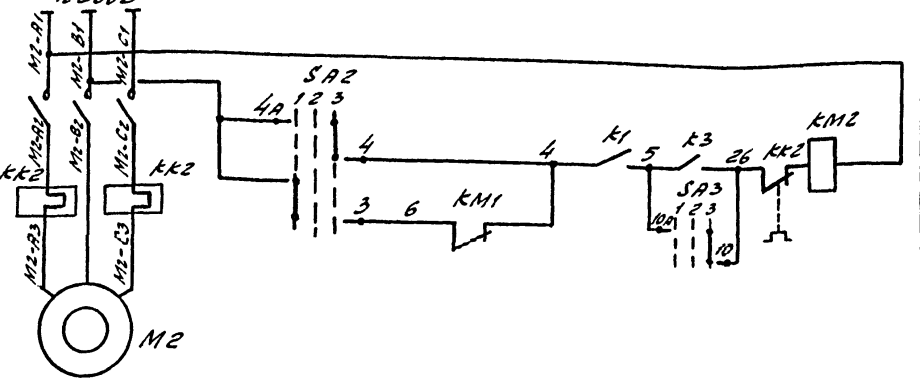 M2-A1
M2-B1
M2-C1
SA2
4A 1 2 3
M2-A2
M2-B2
M2-C2
KK2
KK2
4
4
K1
5
K3
26
KK2
KM2
SA3
1 2 3
10A
10
3
6
KM1
M2-A3
M2-C3
M2